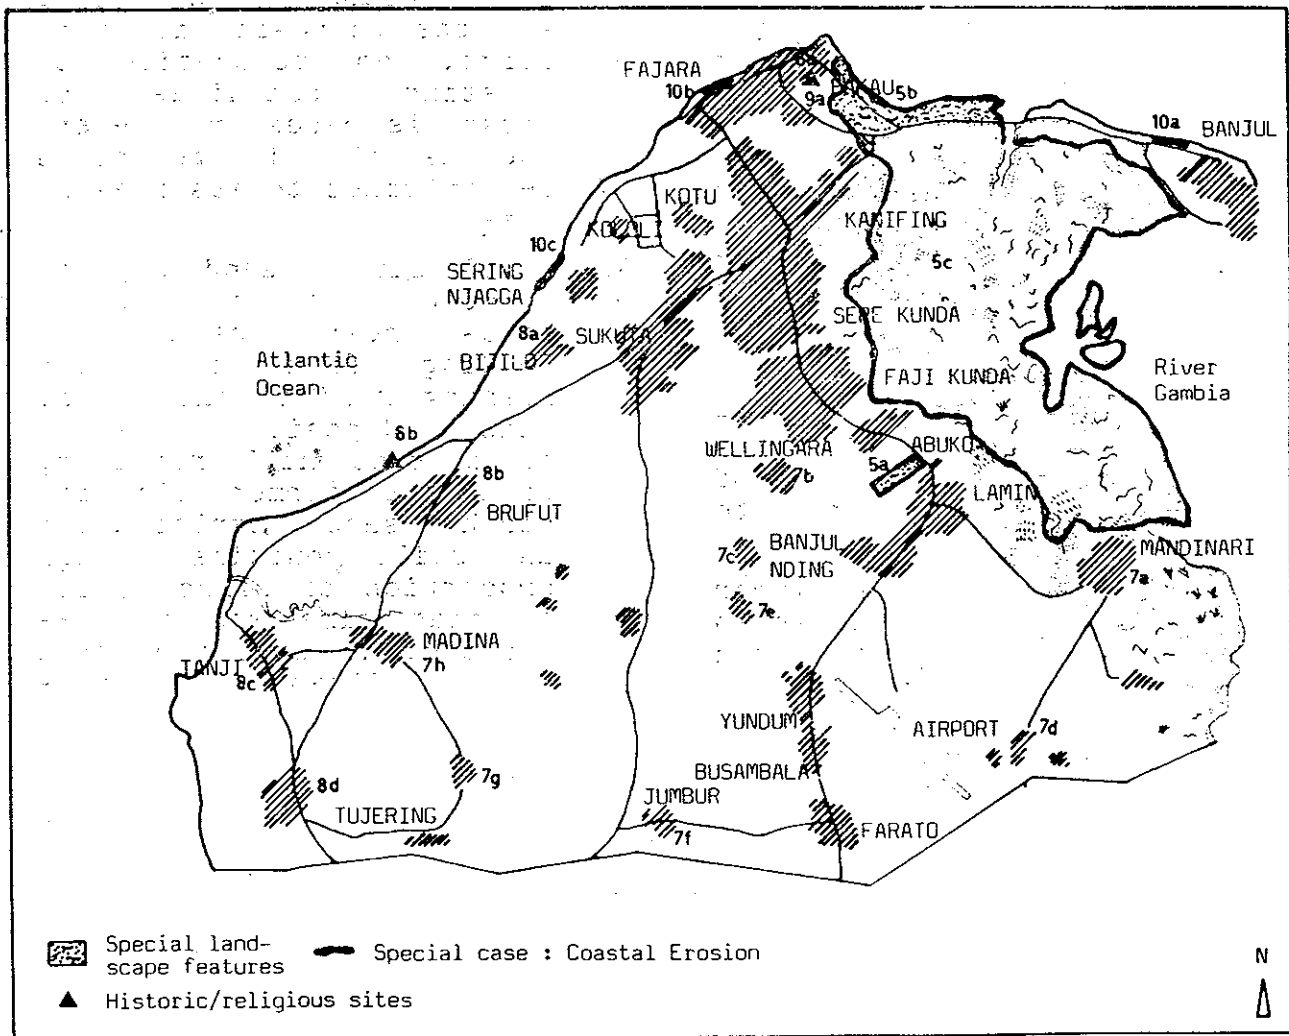 FAJARA
10b
9a
BAKAU
5b
10a
BANJUL
KOTU
KOLOLI
KANIFING
10c
5c
SERING
NJAGGA
SERE KUNDA
8a
SUKUTA
BIJILO
Atlantic
Ocean
FAJI KUNDA
River
Gambia
6b
WELLINGARA
ABUKO
5a
7b
8b
LAMIN
BRUFUT
BANJUL
NDING
7c
MANDINARI
7a
7e
MADINA
TANJI
7h
8c
YUNDUM
AIRPORT
7d
BUSAMBALA
7g
8d
JUMBUR
TUJERING
7f
FARATO
Special land-
scape features
Special case : Coastal Erosion
Historic/religious sites
N